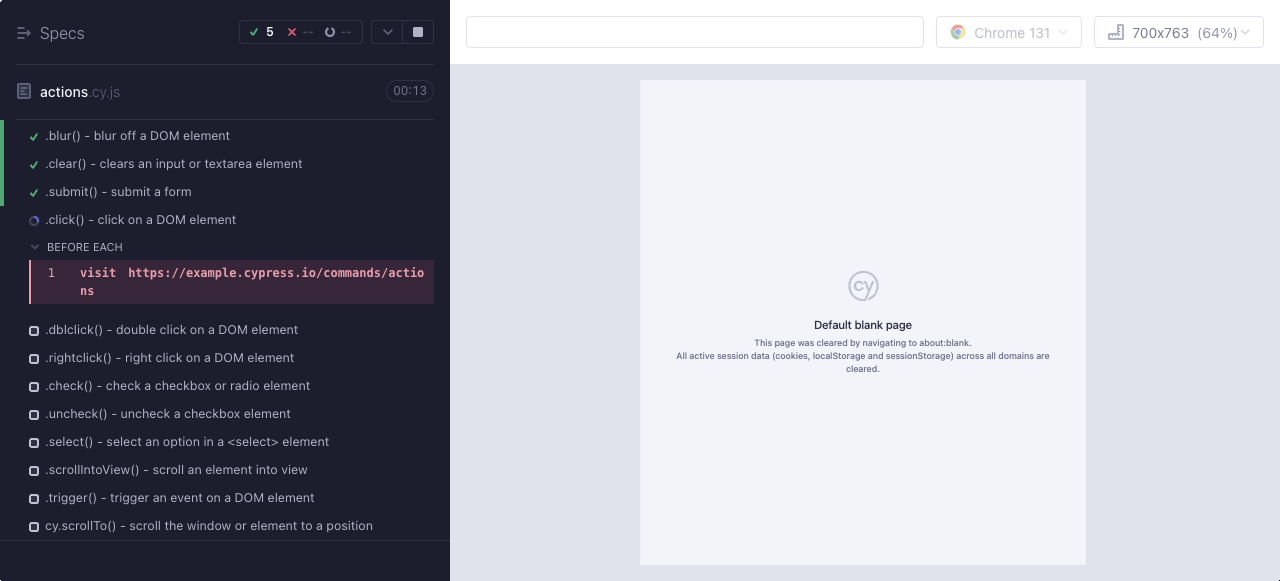 Specs
5
--
--
Chrome 131
700x763 (64%)
actions.cy.js
00:13
.blur() - blur off a DOM element
.clear() - clears an input or textarea element
.submit() - submit a form
.click() - click on a DOM element
BEFORE EACH
1 visit https://example.cypress.io/commands/actio
ns
.dblclick() - double click on a DOM element
.rightclick() - right click on a DOM element
.check() - check a checkbox or radio element
.uncheck() - uncheck a checkbox element
.select() - select an option in a <select> element
.scrollIntoView() - scroll an element into view
.trigger() - trigger an event on a DOM element
cy.scrollTo() - scroll the window or element to a position
cy
Default blank page
This page was cleared by navigating to about:blank.
All active session data (cookies, localStorage and sessionStorage) across all domains are
cleared.